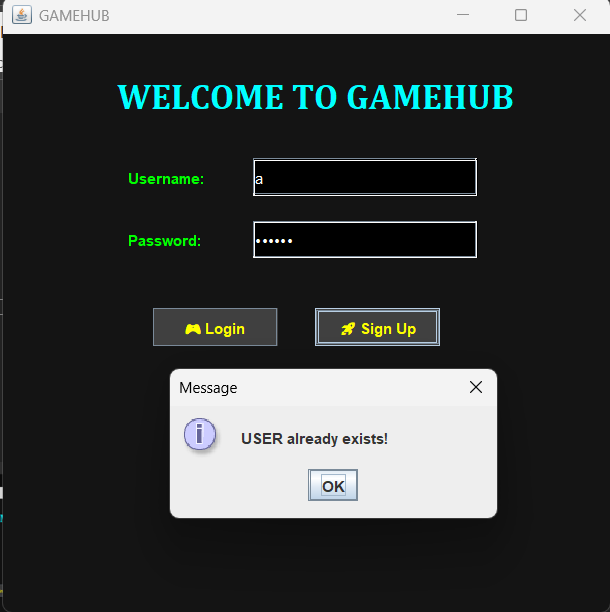 GAMEHUB
WELCOME TO GAMEHUB
Username:
a
Password:
••••••
🎮 Login
🚀 Sign Up
Message
i
USER already exists!
OK